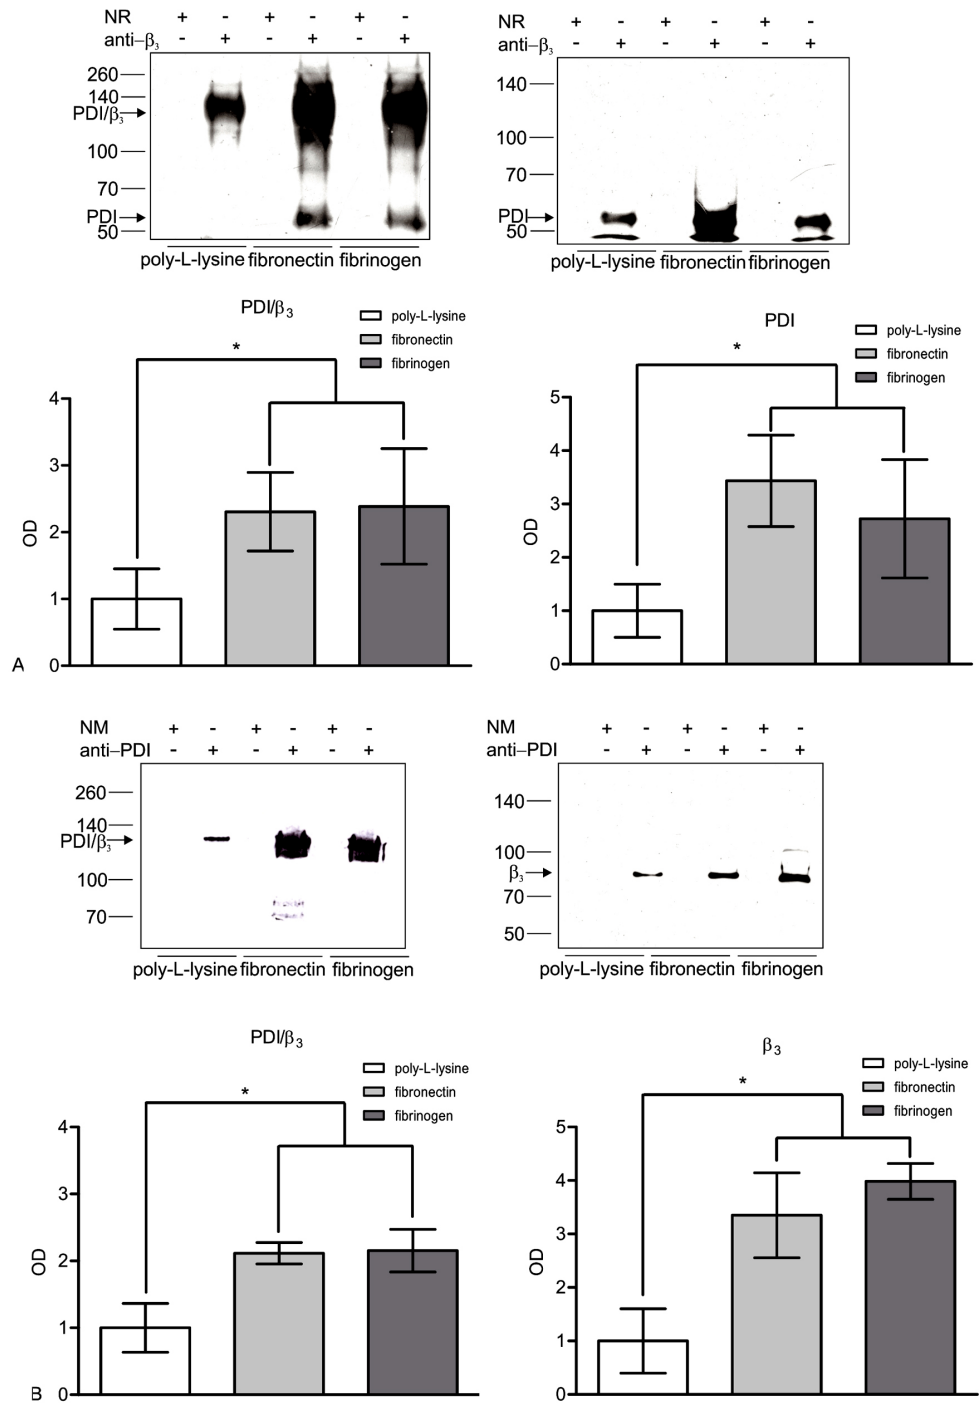 NR + - + - + -
anti–β3 - + - + - +
260
140
PDI/β3
100
70
PDI
50
poly-L-lysine fibronectin fibrinogen
NR + - + - + -
anti–β3 - + - + - +
140
100
70
PDI
50
poly-L-lysine fibronectin fibrinogen
PDI/β3
poly-L-lysine
fibronectin
fibrinogen
*
4
3
2
1
0
OD
PDI
poly-L-lysine
fibronectin
fibrinogen
*
5
4
3
2
1
0
OD
A
NM + - + - + -
anti–PDI - + - + - +
260
140
PDI/β3
100
70
poly-L-lysine fibronectin fibrinogen
NM + - + - + -
anti–PDI - + - + - +
140
100
β3
70
50
poly-L-lysine fibronectin fibrinogen
PDI/β3
poly-L-lysine
fibronectin
fibrinogen
*
4
3
2
1
0
OD
β3
poly-L-lysine
fibronectin
fibrinogen
*
5
4
3
2
1
0
OD
B